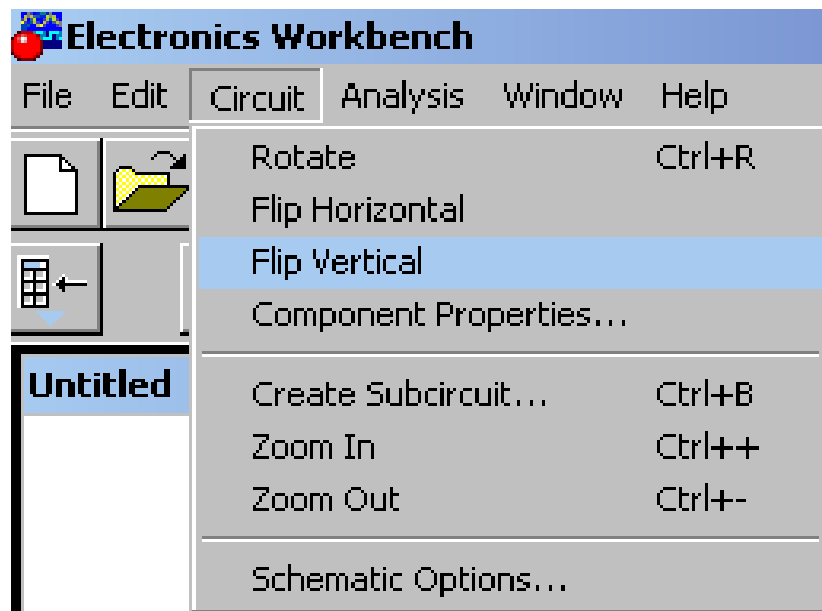 Electronics Workbench
File Edit Circuit Analysis Window Help
Rotate Ctrl+R
Flip Horizontal
Flip Vertical
Component Properties...
Untitled
Create Subcircuit... Ctrl+B
Zoom In Ctrl++
Zoom Out Ctrl+-
Schematic Options...